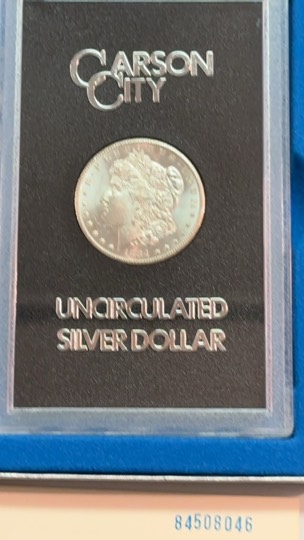 CARSON
CITY
UNCIRCULATED
SILVER DOLLAR
84508046